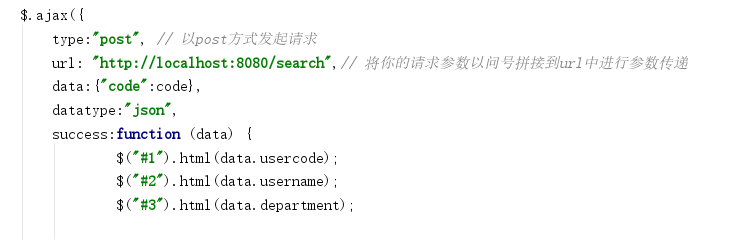 $.ajax({
type:"post", // 以post方式发起请求
url: "http://localhost:8080/search",// 将你的请求参数以问号拼接到url中进行参数传递
data:{"code":code},
datatype:"json",
success:function (data) {
$("#1").html(data.usercode);
$("#2").html(data.username);
$("#3").html(data.department);